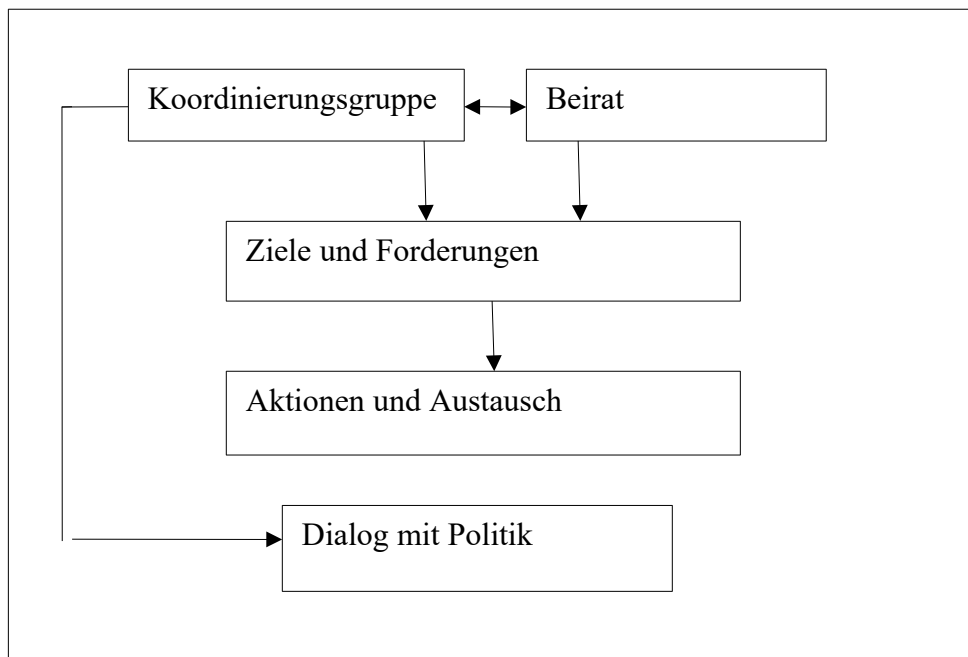 Koordinierungsgruppe
Beirat
Ziele und Forderungen
Aktionen und Austausch
Dialog mit Politik